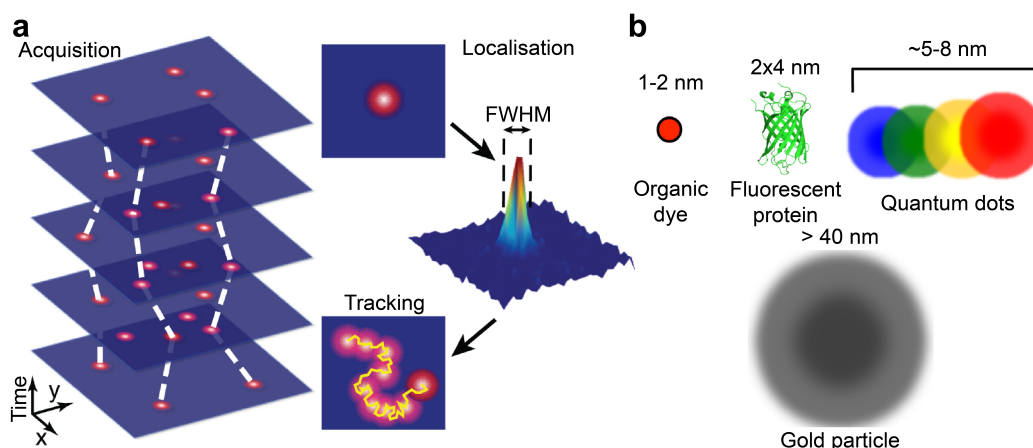 a
Acquisition
Localisation
FWHM
Tracking
Time
y
x
b
1-2 nm
2x4 nm
~5-8 nm
Organic
dye
Fluorescent
protein
Quantum dots
> 40 nm
Gold particle